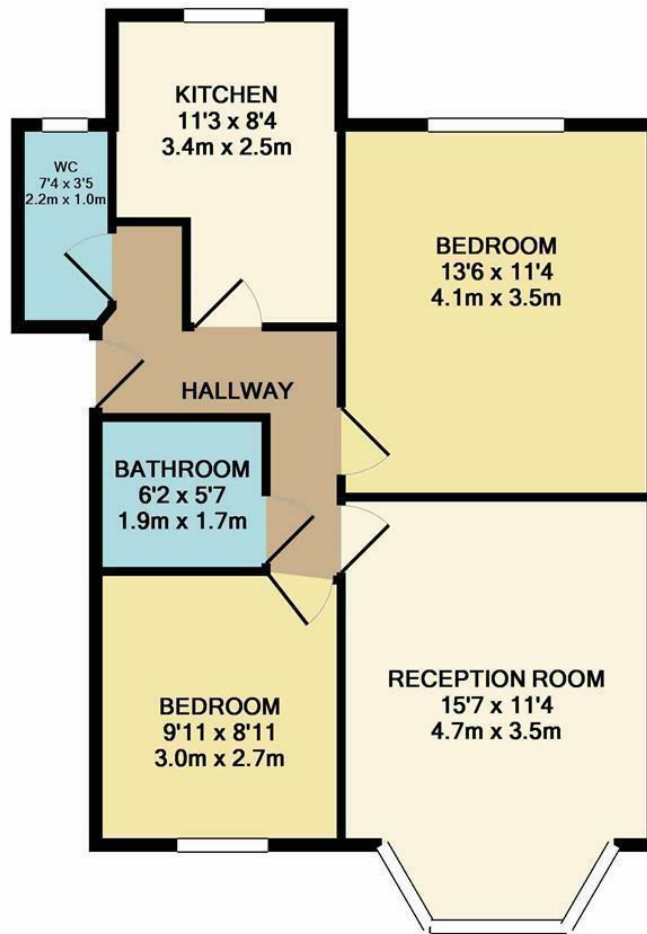 KITCHEN
11'3 x 8'4
3.4m x 2.5m
WC
7'4 x 3'5
2.2m x 1.0m
BEDROOM
13'6 x 11'4
4.1m x 3.5m
HALLWAY
BATHROOM
6'2 x 5'7
1.9m x 1.7m
BEDROOM
9'11 x 8'11
3.0m x 2.7m
RECEPTION ROOM
15'7 x 11'4
4.7m x 3.5m